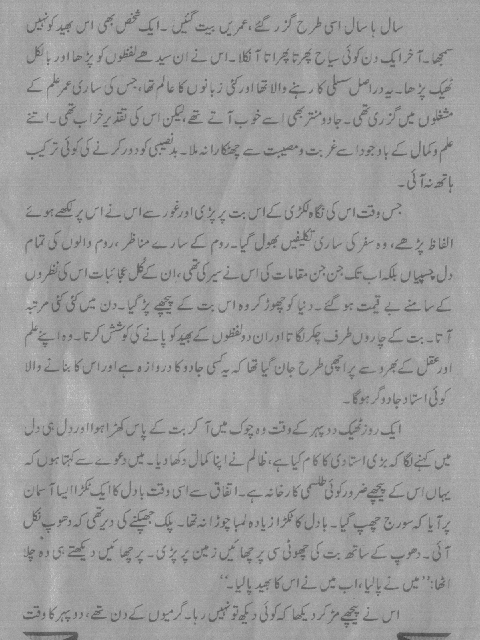 سال ہا سال اسی طرح گزر گئے، عمریں بیت گئیں۔ ایک شخص بھی اس بھید کو نہیں
سمجھا۔ آخر ایک دن کوئی سیاح پھرتا پھراتا آ نکلا۔ اس نے ان سیدھے لفظوں کو پڑھا اور بالکل
ٹھیک پڑھا۔ یہ دراصل سسلی کا رہنے والا تھا اور کئی زبانوں کا عالم تھا، جس کی ساری عمر علم کے
مشغلوں میں گزری تھی۔ جادو منتر بھی اسے خوب آتے تھے، لیکن اس کی تقدیر خراب تھی۔ اتنے
علم و کمال کے باوجود اسے غربت و مصیبت سے چھٹکارا نہ ملا۔ بدنصیبی کو دور کرنے کی کوئی ترکیب
ہاتھ نہ آئی۔
جس وقت اس کی نگاہ لکڑی کے اس بت پر پڑی اور غور سے اس نے اس پر لکھے ہوئے
الفاظ پڑھے، وہ سفر کی ساری تکلیفیں بھول گیا۔ روم کے سارے مناظر، روم والوں کی تمام
دل چسپیاں بلکہ اب تک جن جن مقامات کی اس نے سیر کی تھی، ان کے کل عجائبات اس کی نظروں
کے سامنے بے قیمت ہو گئے۔ دنیا کو چھوڑ کر وہ اس بت کے پیچھے پڑ گیا۔ دن میں کئی کئی مرتبہ
آتا۔ بت کے چاروں طرف چکر لگاتا اور ان دو لفظوں کے بھید کو پانے کی کوشش کرتا۔ وہ اپنے علم
اور عقل کے بھروسے پر اچھی طرح جان گیا تھا کہ یہ کسی جادو کا دروازہ ہے اور اس کا بنانے والا
کوئی استاد جادوگر ہوگا۔
ایک روز ٹھیک دوپہر کے وقت وہ چوک میں آ کر بت کے پاس کھڑا ہوا اور دل ہی دل
میں کہنے لگا کہ بڑی استادی کا کام کیا ہے، ظالم نے اپنا کمال دکھا دیا۔ میں دعوے سے کہتا ہوں کہ
یہاں اس کے پیچھے ضرور کوئی طلسمی کارخانہ ہے۔ اتفاق سے اسی وقت بادل کا ایک ٹکڑا ایسا آسمان
پر آیا کہ سورج چھپ گیا۔ بادل کا ٹکڑا زیادہ لمبا چوڑا نہ تھا۔ پلک جھپکنے کی دیر تھی کہ دھوپ نکل
آئی۔ دھوپ کے ساتھ بت کی چھوٹی سی پرچھائیں زمین پر پڑی۔ پرچھائیں دیکھتے ہی وہ چلا
اٹھا: ’’میں نے پا لیا، اب میں نے اس کا بھید پا لیا۔‘‘
اس نے پیچھے مڑ کر دیکھا کہ کوئی دیکھ تو نہیں رہا۔ گرمیوں کے دن تھے، دوپہر کا وقت